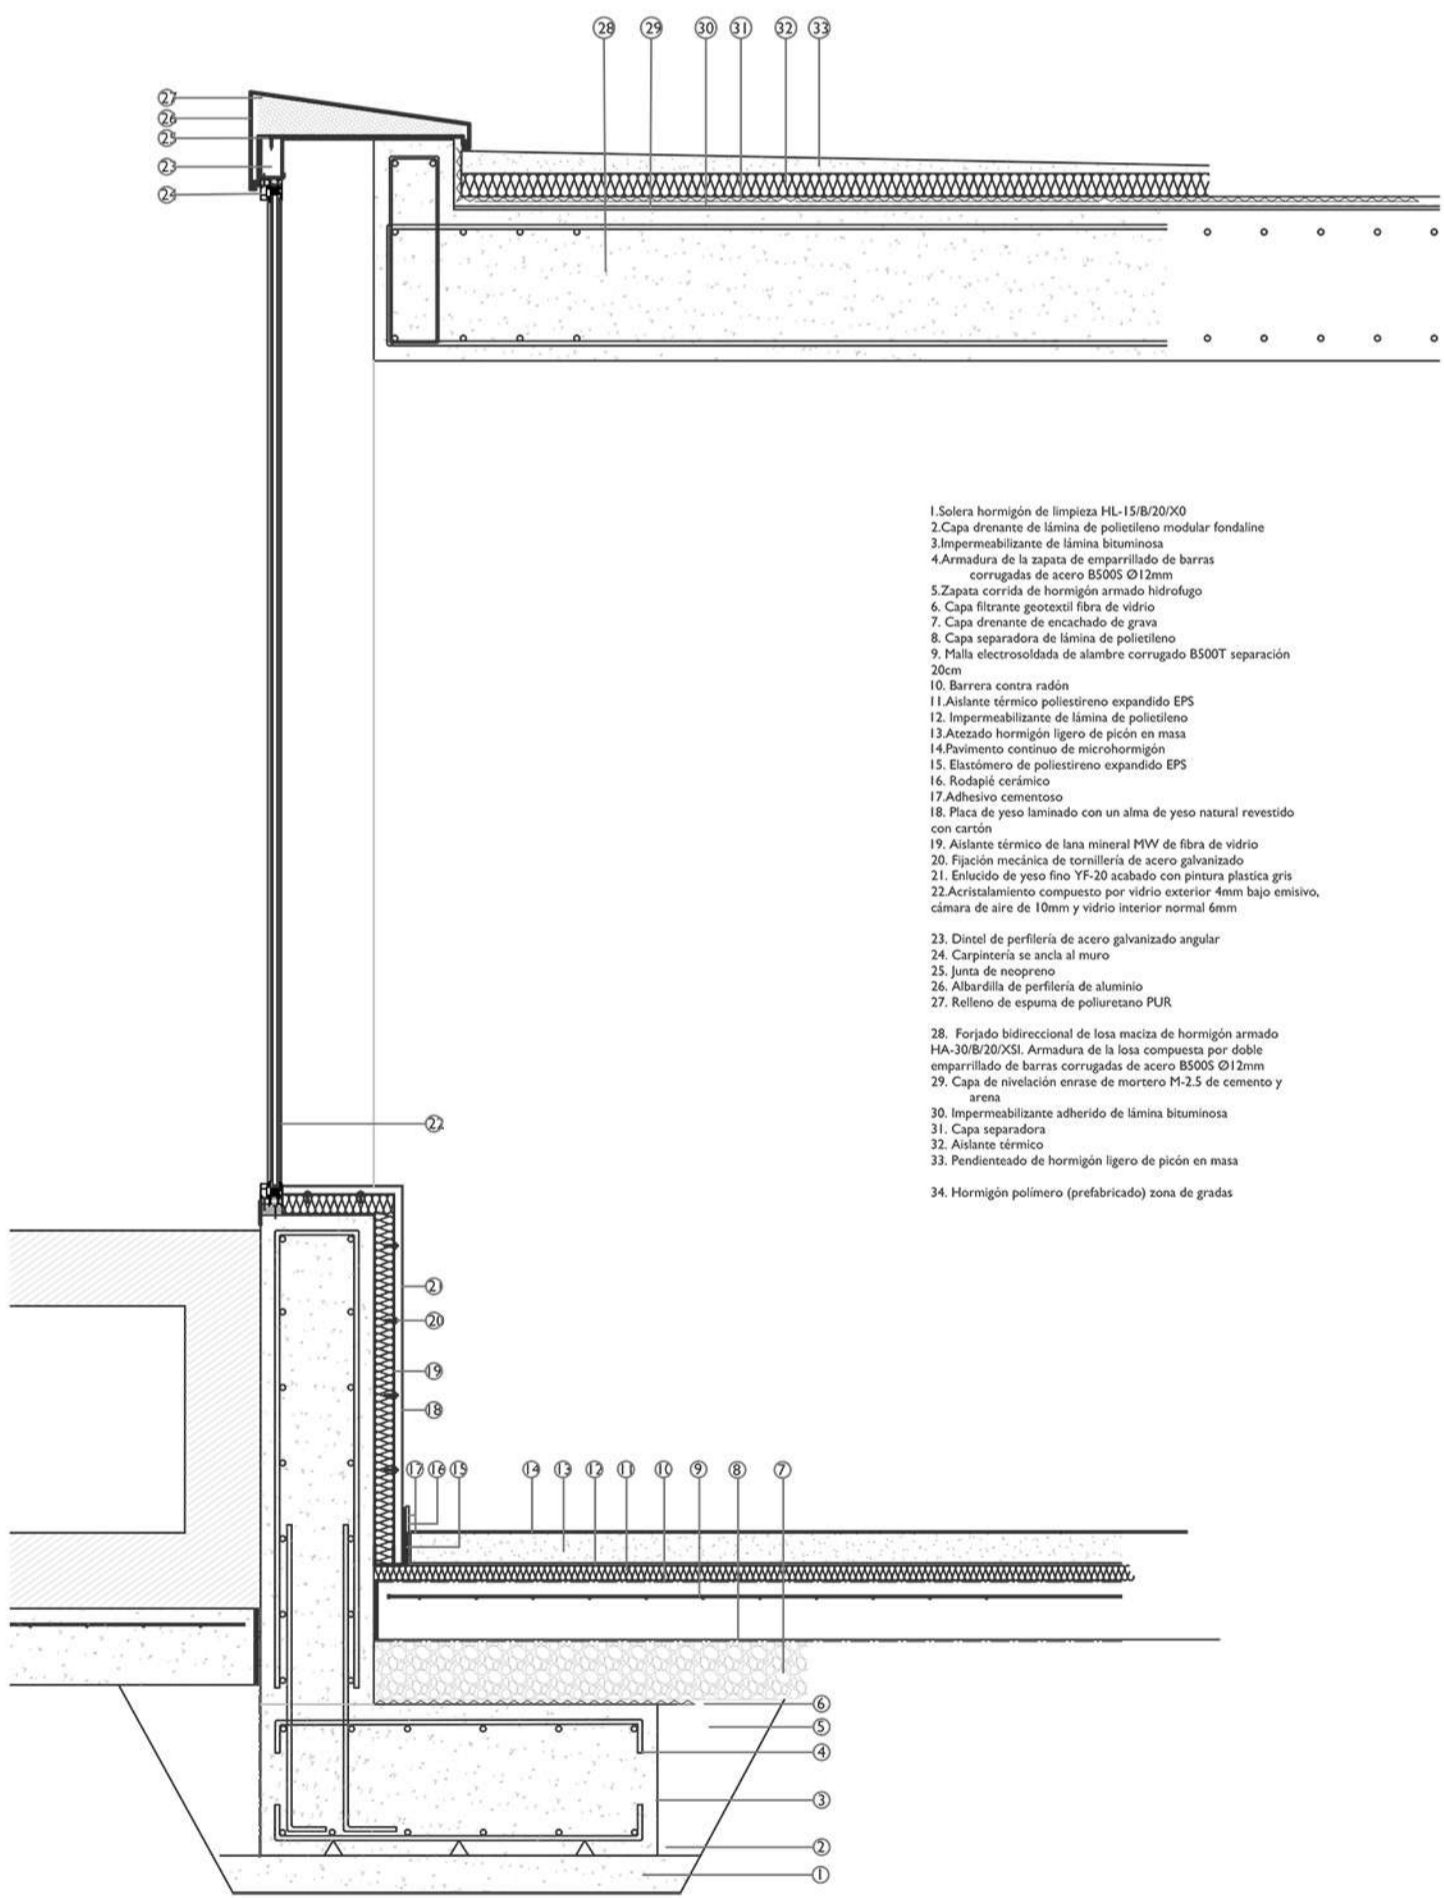 28 29 30 31 32 33
27
26
25
23
24
1.Solera hormigón de limpieza HL-15/B/20/X0
2.Capa drenante de lámina de polietileno modular fondaline
3.Impermeabilizante de lámina bituminosa
4.Armadura de la zapata de emparrillado de barras
corrugadas de acero B500S Ø12mm
5.Zapata corrida de hormigón armado hidrofugo
6. Capa filtrante geotextil fibra de vidrio
7. Capa drenante de encachado de grava
8. Capa separadora de lámina de polietileno
9. Malla electrosoldada de alambre corrugado B500T separación
20cm
10. Barrera contra radón
11.Aislante térmico poliestireno expandido EPS
12. Impermeabilizante de lámina de polietileno
13.Atezado hormigón ligero de picón en masa
14.Pavimento continuo de microhormigón
15. Elastómero de poliestireno expandido EPS
16. Rodapié cerámico
17.Adhesivo cementoso
18. Placa de yeso laminado con un alma de yeso natural revestido
con cartón
19. Aislante térmico de lana mineral MW de fibra de vidrio
20. Fijación mecánica de tornillería de acero galvanizado
21. Enlucido de yeso fino YF-20 acabado con pintura plastica gris
22.Acristalamiento compuesto por vidrio exterior 4mm bajo emisivo,
cámara de aire de 10mm y vidrio interior normal 6mm
23. Dintel de perfilería de acero galvanizado angular
24. Carpintería se ancla al muro
25. Junta de neopreno
26. Albardilla de perfilería de aluminio
27. Relleno de espuma de poliuretano PUR
28. Forjado bidireccional de losa maciza de hormigón armado
HA-30/B/20/XSI. Armadura de la losa compuesta por doble
emparrillado de barras corrugadas de acero B500S Ø12mm
29. Capa de nivelación enrase de mortero M-2.5 de cemento y
arena
30. Impermeabilizante adherido de lámina bituminosa
31. Capa separadora
32. Aislante térmico
33. Pendienteado de hormigón ligero de picón en masa
34. Hormigón polímero (prefabricado) zona de gradas
22
21
20
19
18
17 16 15 14 13 12 11 10 9 8 7
6
5
4
3
2
1